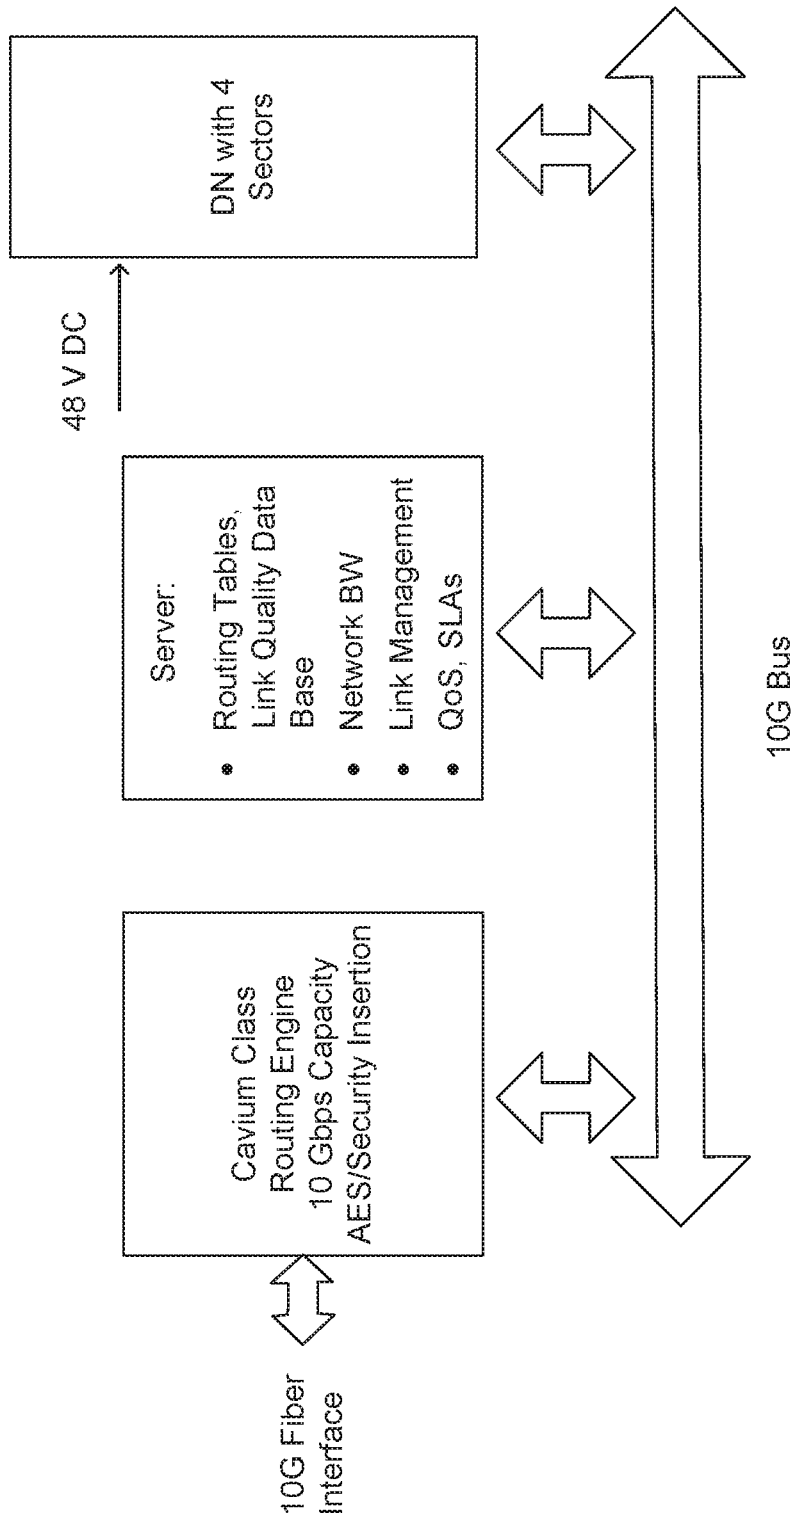 10G Fiber
Interface
Cavium Class
Routing Engine
10 Gbps Capacity
AES/Security Insertion
Server:
• Routing Tables,
Link Quality Data
Base
• Network BW
• Link Management
• QoS, SLAs
48 V DC
DN with 4
Sectors
10G Bus